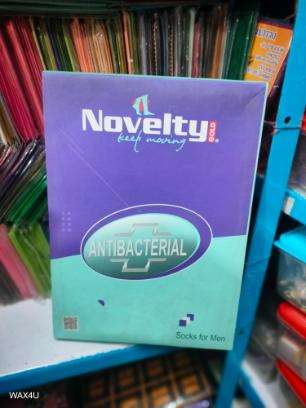 Novelty GOLD®
keep moving
ANTIBACTERIAL
Socks for Men
WAX4U